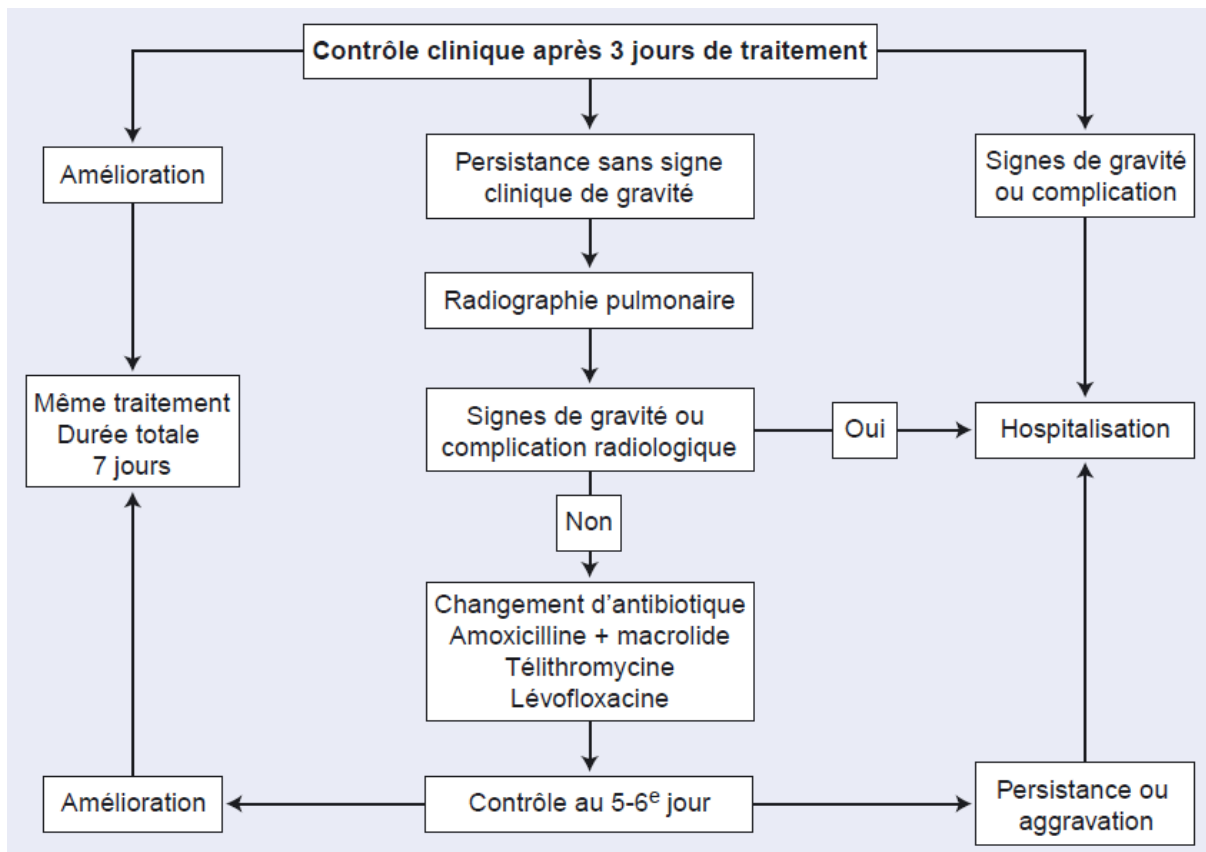 Contrôle clinique après 3 jours de traitement
Amélioration
Persistance sans signe
clinique de gravité
Signes de gravité
ou complication
Radiographie pulmonaire
Même traitement
Durée totale
7 jours
Signes de gravité ou
complication radiologique
Oui
Hospitalisation
Non
Changement d’antibiotique
Amoxicilline + macrolide
Télithromycine
Lévofloxacine
Amélioration
Contrôle au 5-6e jour
Persistance ou
aggravation